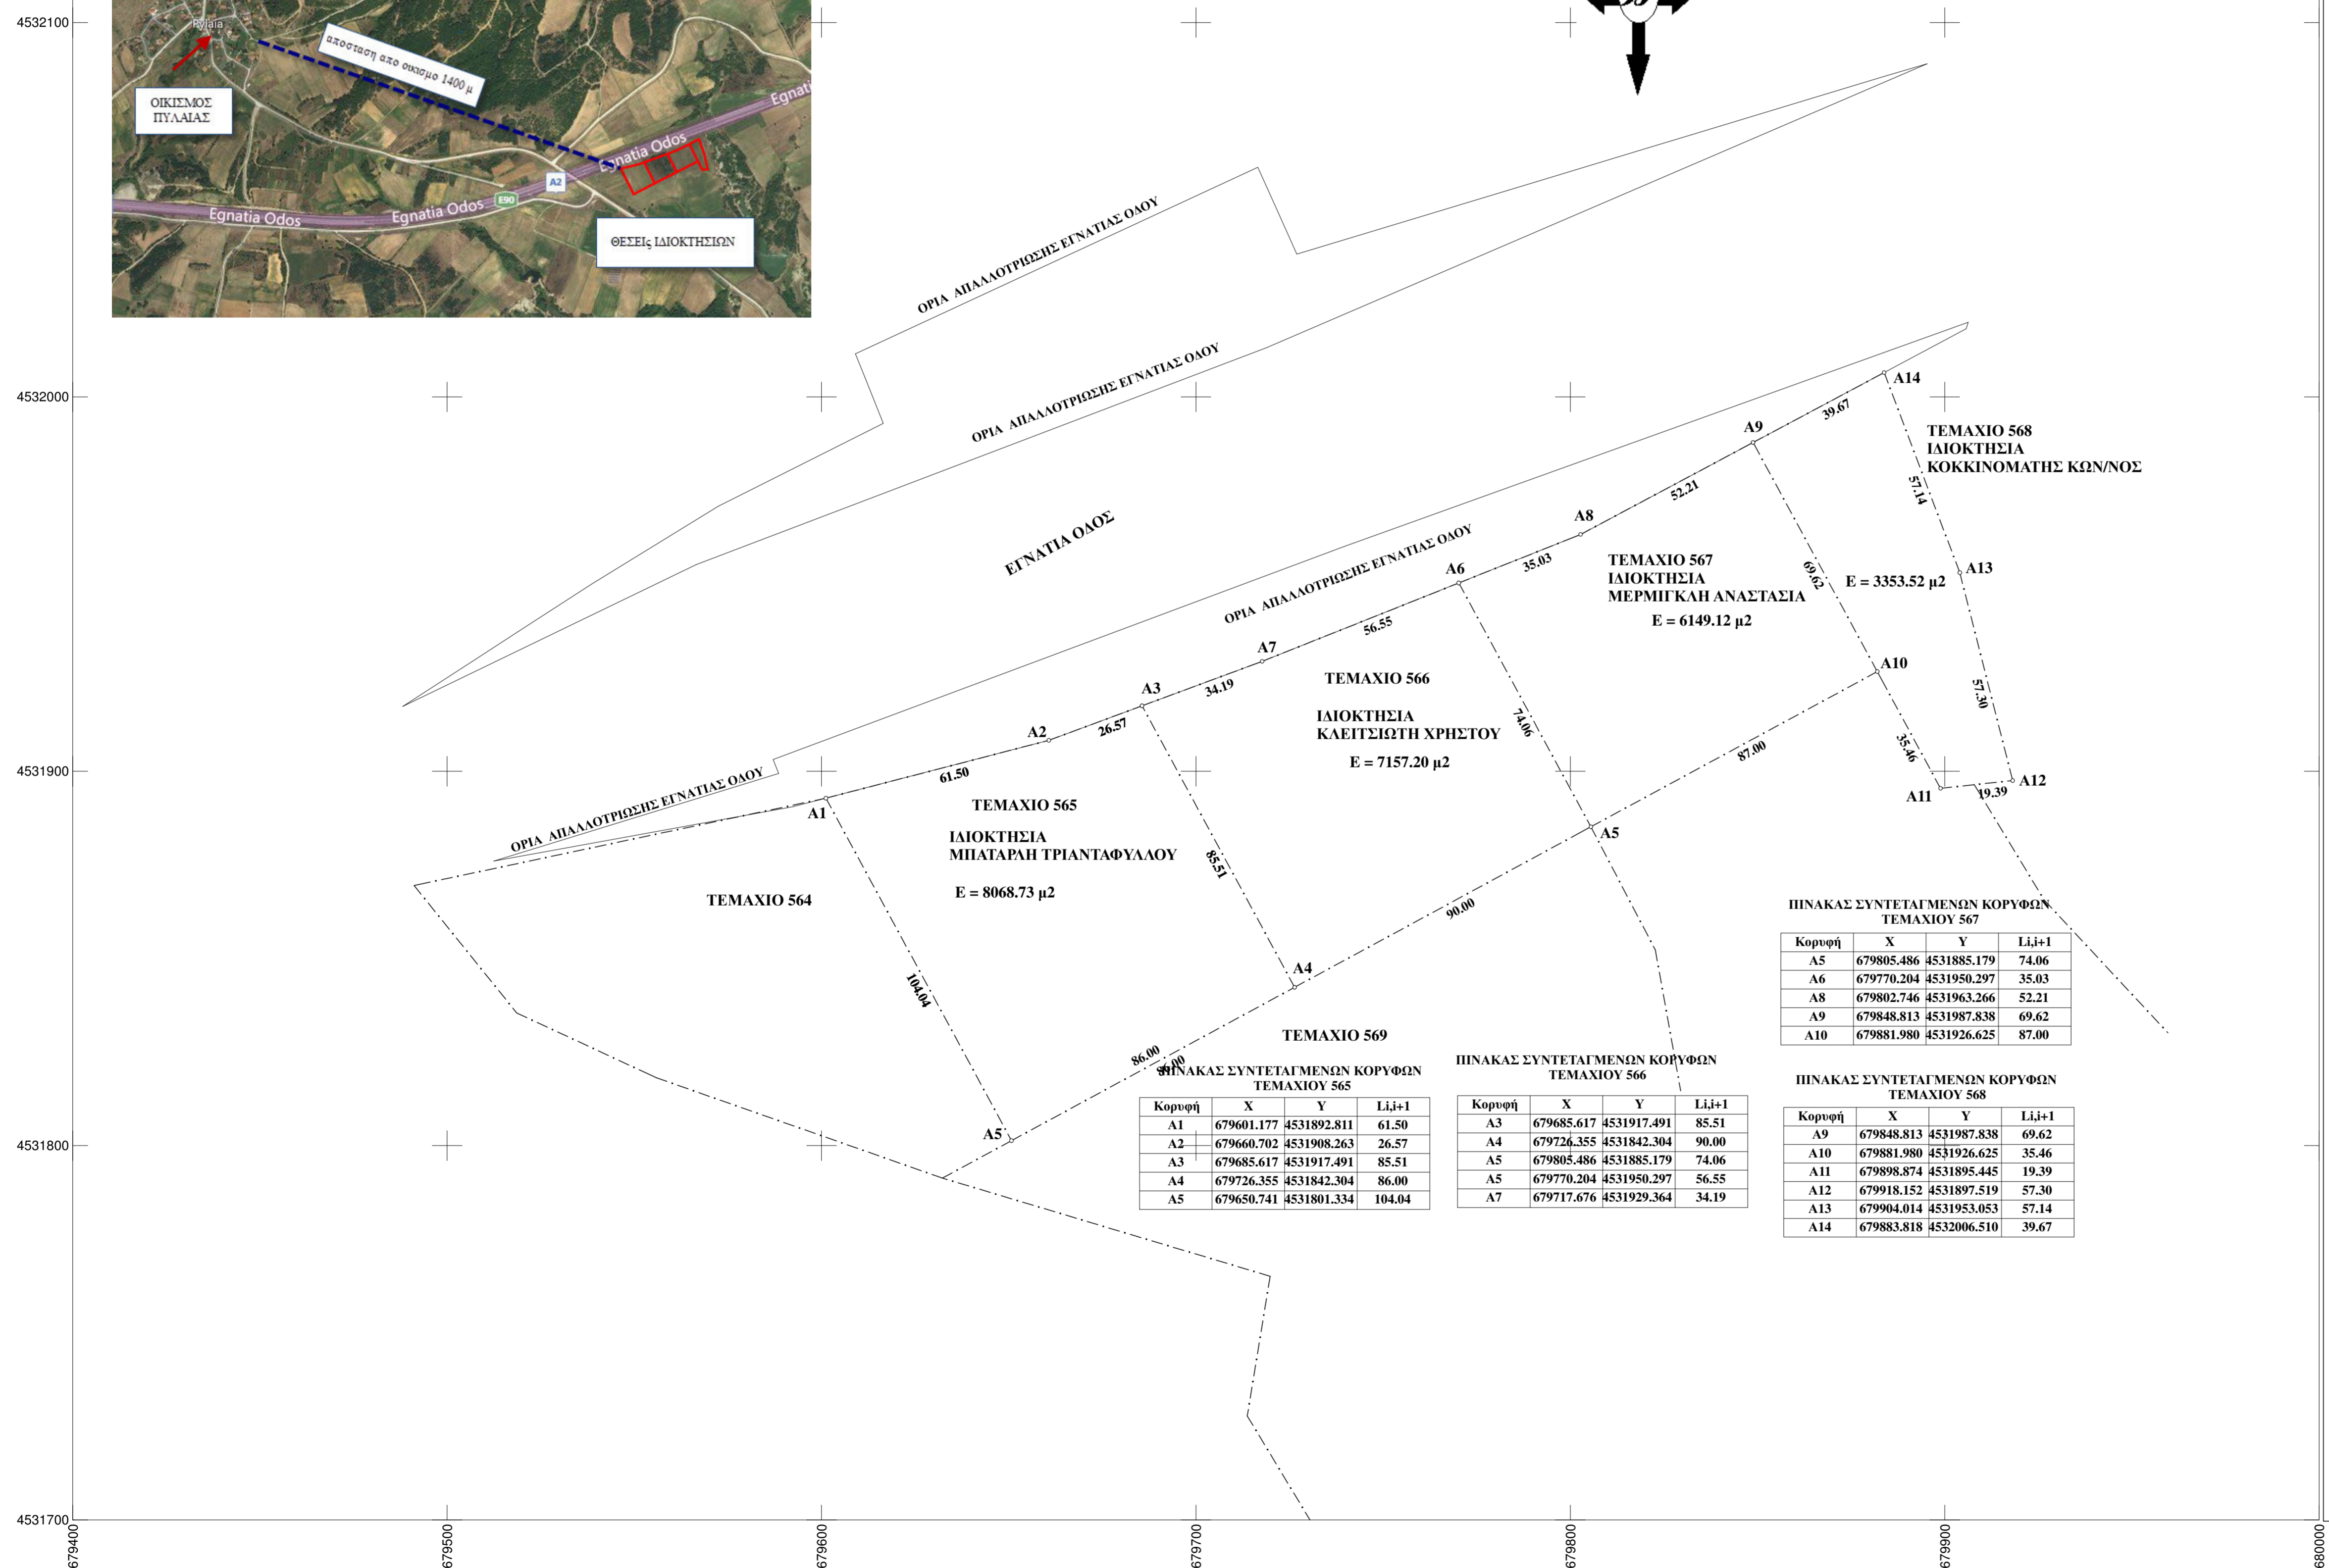 4532100
4532000
4531900
4531800
4531700
679400
679500
679600
679700
679800
679900
680000
Pylaia
ΟΙΚΙΣΜΟΣ
ΠΥΛΑΙΑΣ
αποσταση απο οικισμο 1400 μ
Egnatia Odos
Egnatia Odos
Egnatia Odos
Egnati
A2
E90
ΘΕΣΕΙς ΙΔΙΟΚΤΗΣΙΩΝ
ΟΡΙΑ ΑΠΑΛΛΟΤΡΙΩΣΗΣ ΕΓΝΑΤΙΑΣ ΟΔΟΥ
ΟΡΙΑ ΑΠΑΛΛΟΤΡΙΩΣΗΣ ΕΓΝΑΤΙΑΣ ΟΔΟΥ
ΕΓΝΑΤΙΑ ΟΔΟΣ
ΟΡΙΑ ΑΠΑΛΛΟΤΡΙΩΣΗΣ ΕΓΝΑΤΙΑΣ ΟΔΟΥ
ΟΡΙΑ ΑΠΑΛΛΟΤΡΙΩΣΗΣ ΕΓΝΑΤΙΑΣ ΟΔΟΥ
A14
39.67
A9
57.14
ΤΕΜΑΧΙΟ 568
ΙΔΙΟΚΤΗΣΙΑ
ΚΟΚΚΙΝΟΜΑΤΗΣ ΚΩΝ/ΝΟΣ
52.21
A8
35.03
A6
56.55
A7
34.19
A3
26.57
A2
61.50
A1
ΤΕΜΑΧΙΟ 567
ΙΔΙΟΚΤΗΣΙΑ
ΜΕΡΜΙΓΚΛΗ ΑΝΑΣΤΑΣΙΑ
E = 6149.12 μ2
69.62
E = 3353.52 μ2
A13
A10
57.30
35.46
A11
19.39
A12
87.00
74.06
ΤΕΜΑΧΙΟ 566
ΙΔΙΟΚΤΗΣΙΑ
ΚΛΕΙΤΣΙΩΤΗ ΧΡΗΣΤΟΥ
E = 7157.20 μ2
A5
90.00
85.51
A4
ΤΕΜΑΧΙΟ 565
ΙΔΙΟΚΤΗΣΙΑ
ΜΠΑΤΑΡΛΗ ΤΡΙΑΝΤΑΦΥΛΛΟΥ
E = 8068.73 μ2
ΤΕΜΑΧΙΟ 564
104.04
A5
86.00
86.00
ΤΕΜΑΧΙΟ 569
ΠΙΝΑΚΑΣ ΣΥΝΤΕΤΑΓΜΕΝΩΝ ΚΟΡΥΦΩΝ
ΤΕΜΑΧΙΟΥ 565
Κορυφή X Y Li,i+1
A1 679601.177 4531892.811 61.50
A2 679660.702 4531908.263 26.57
A3 679685.617 4531917.491 85.51
A4 679726.355 4531842.304 86.00
A5 679650.741 4531801.334 104.04
ΠΙΝΑΚΑΣ ΣΥΝΤΕΤΑΓΜΕΝΩΝ ΚΟΡΥΦΩΝ
ΤΕΜΑΧΙΟΥ 566
Κορυφή X Y Li,i+1
A3 679685.617 4531917.491 85.51
A4 679726.355 4531842.304 90.00
A5 679805.486 4531885.179 74.06
A5 679770.204 4531950.297 56.55
A7 679717.676 4531929.364 34.19
ΠΙΝΑΚΑΣ ΣΥΝΤΕΤΑΓΜΕΝΩΝ ΚΟΡΥΦΩΝ
ΤΕΜΑΧΙΟΥ 567
Κορυφή X Y Li,i+1
A5 679805.486 4531885.179 74.06
A6 679770.204 4531950.297 35.03
A8 679802.746 4531963.266 52.21
A9 679848.813 4531987.838 69.62
A10 679881.980 4531926.625 87.00
ΠΙΝΑΚΑΣ ΣΥΝΤΕΤΑΓΜΕΝΩΝ ΚΟΡΥΦΩΝ
ΤΕΜΑΧΙΟΥ 568
Κορυφή X Y Li,i+1
A9 679848.813 4531987.838 69.62
A10 679881.980 4531926.625 35.46
A11 679898.874 4531895.445 19.39
A12 679918.152 4531897.519 57.30
A13 679904.014 4531953.053 57.14
A14 679883.818 4532006.510 39.67